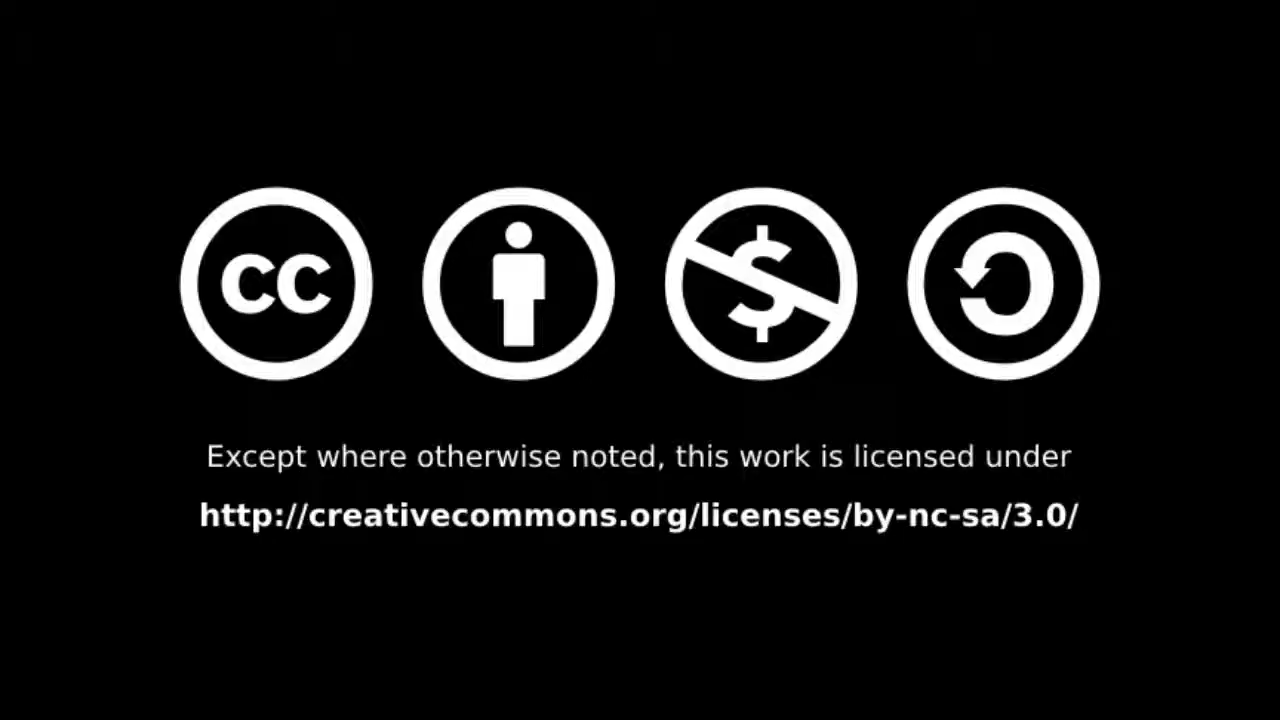 cc
$
Except where otherwise noted, this work is licensed under
http://creativecommons.org/licenses/by-nc-sa/3.0/